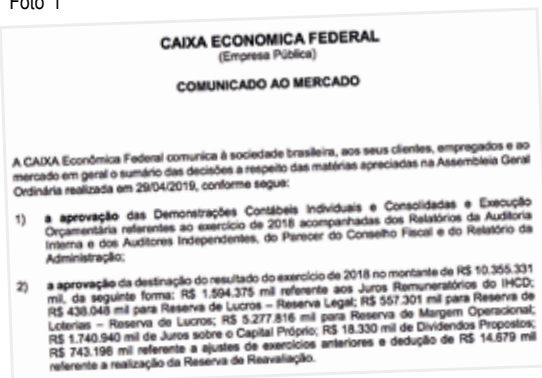 Foto 1
CAIXA ECONOMICA FEDERAL
(Empresa Pública)
COMUNICADO AO MERCADO
A CAIXA Econômica Federal comunica à sociedade brasileira, aos seus clientes, empregados e ao
mercado em geral o sumário das decisões a respeito das matérias apreciadas na Assembleia Geral
Ordinária realizada em 29/04/2019, conforme segue:
1) a aprovação das Demonstrações Contábeis Individuais e Consolidadas e Execução
Orçamentária referentes ao exercício de 2018 acompanhadas dos Relatórios da Auditoria
Interna e dos Auditores Independentes, do Parecer do Conselho Fiscal e do Relatório da
Administração;
2) a aprovação da destinação do resultado do exercício de 2018 no montante de R$ 10.355.331
mil, da seguinte forma: R$ 1.594.375 mil referente aos Juros Remuneratórios do IHCD;
R$ 438.048 mil para Reserva de Lucros – Reserva Legal; R$ 557.301 mil para Reserva de
Loterias – Reserva de Lucros; R$ 5.277.816 mil para Reserva de Margem Operacional;
R$ 1.740.940 mil de Juros sobre o Capital Próprio; R$ 18.330 mil de Dividendos Propostos;
R$ 743.196 mil referente a ajustes de exercícios anteriores e dedução de R$ 14.679 mil
referente a realização da Reserva de Reavaliação.